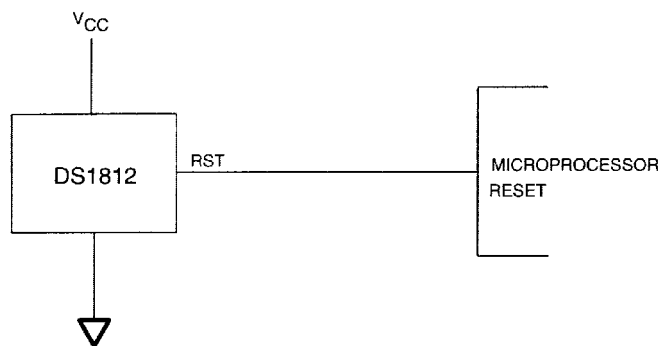 VCC
DS1812
RST
MICROPROCESSOR
RESET